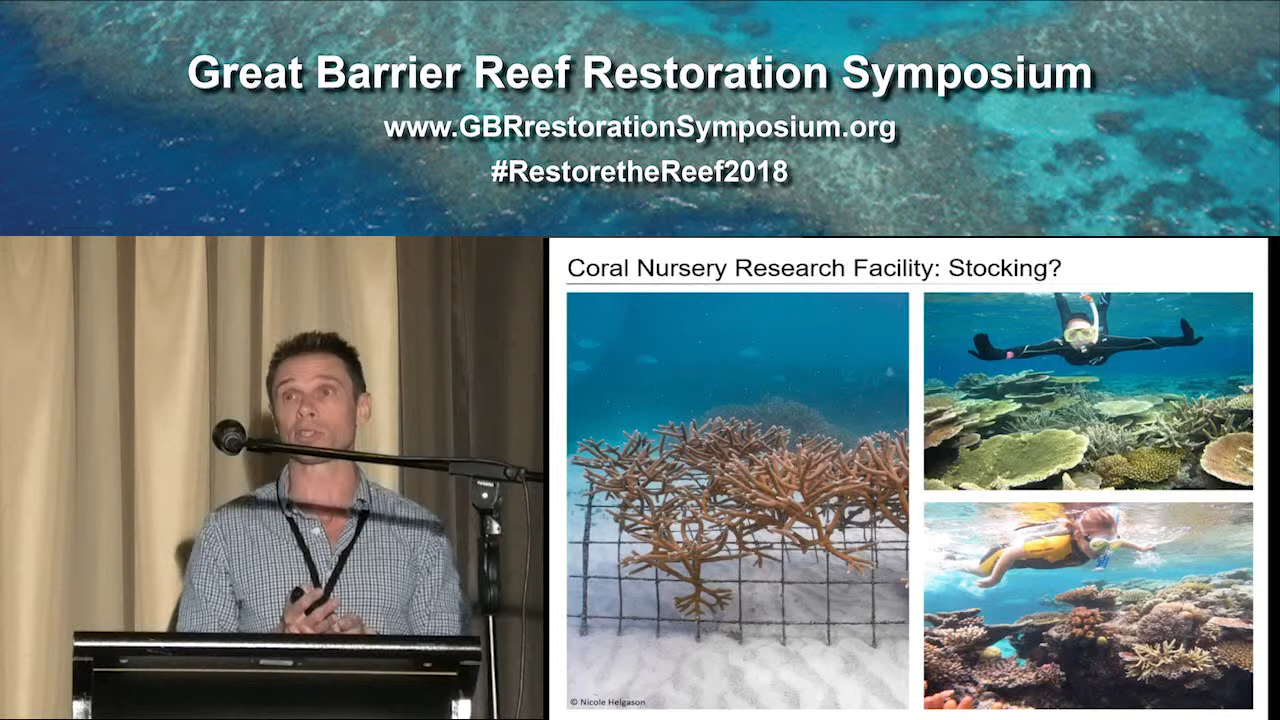 Great Barrier Reef Restoration Symposium
www.GBRrestorationSymposium.org
#RestoretheReef2018
Coral Nursery Research Facility: Stocking?
© Nicole Helgason